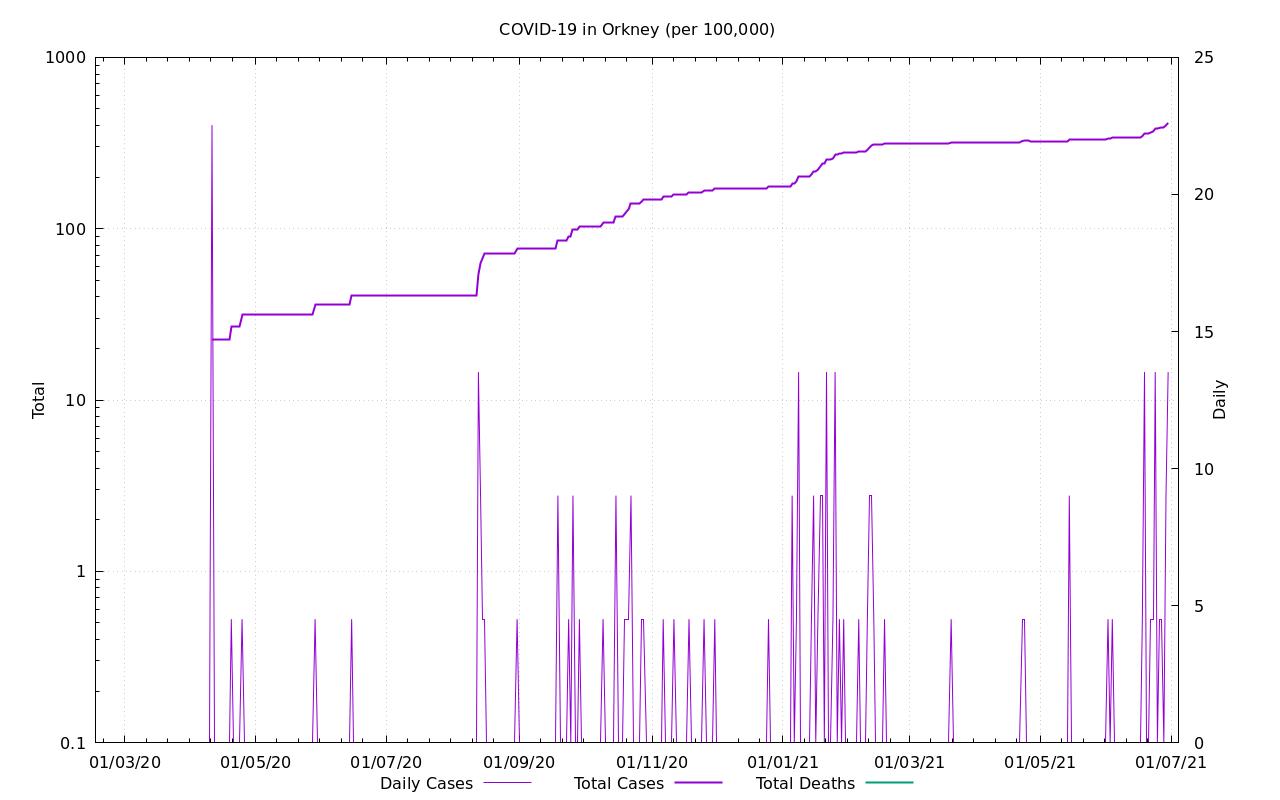 COVID-19 in Orkney (per 100,000)
1000
100
10
1
0.1
Total
25
20
15
10
5
0
Daily
01/03/20 01/05/20 01/07/20 01/09/20 01/11/20 01/01/21 01/03/21 01/05/21 01/07/21
Daily Cases Total Cases Total Deaths